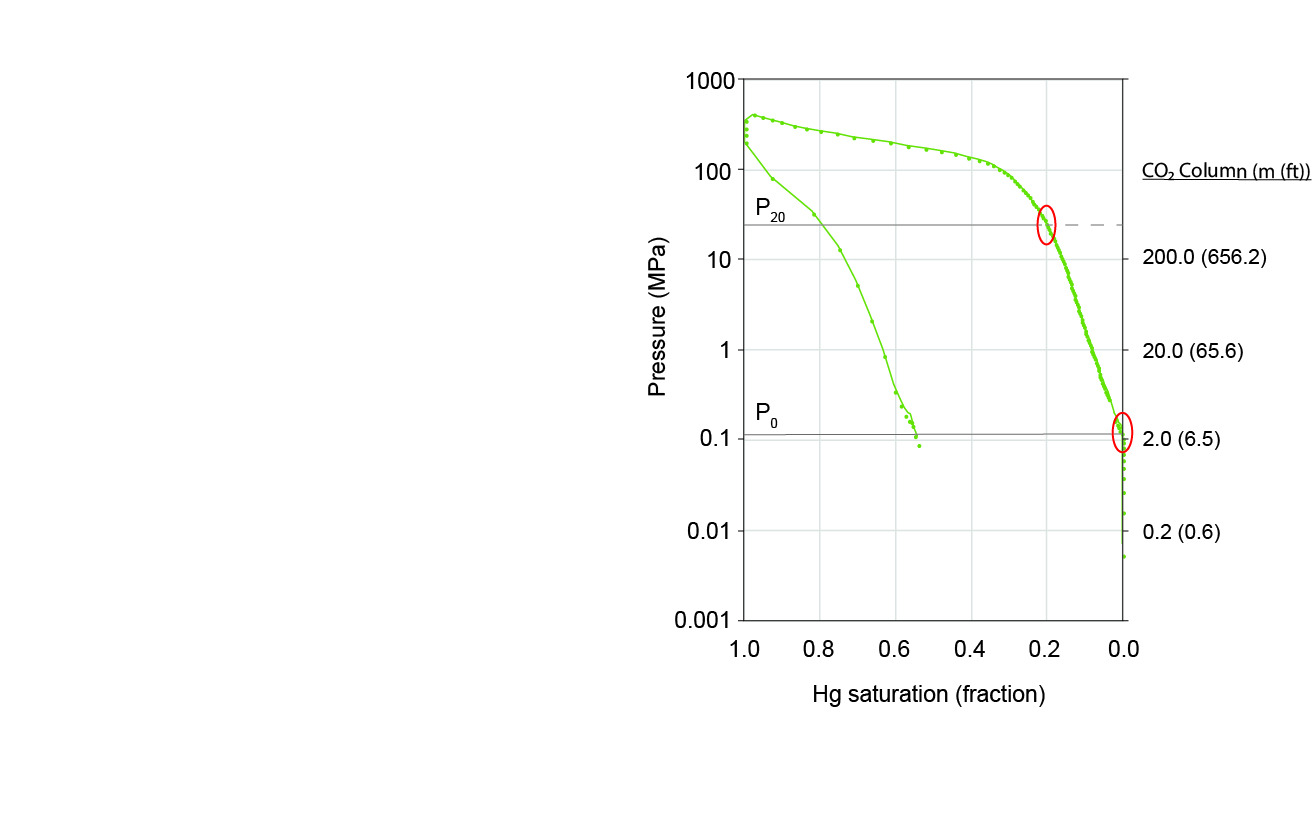 1000
100
10
1
0.1
0.01
0.001
Pressure (MPa)
P20
P0
CO2 Column (m (ft))
200.0 (656.2)
20.0 (65.6)
2.0 (6.5)
0.2 (0.6)
1.0 0.8 0.6 0.4 0.2 0.0
Hg saturation (fraction)